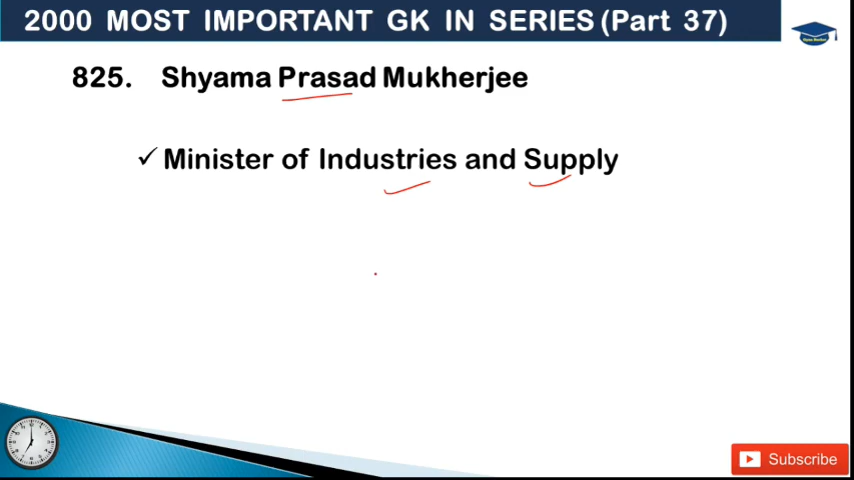 2000 MOST IMPORTANT GK IN SERIES (Part 37)
825. Shyama Prasad Mukherjee
✓ Minister of Industries and Supply
Subscribe